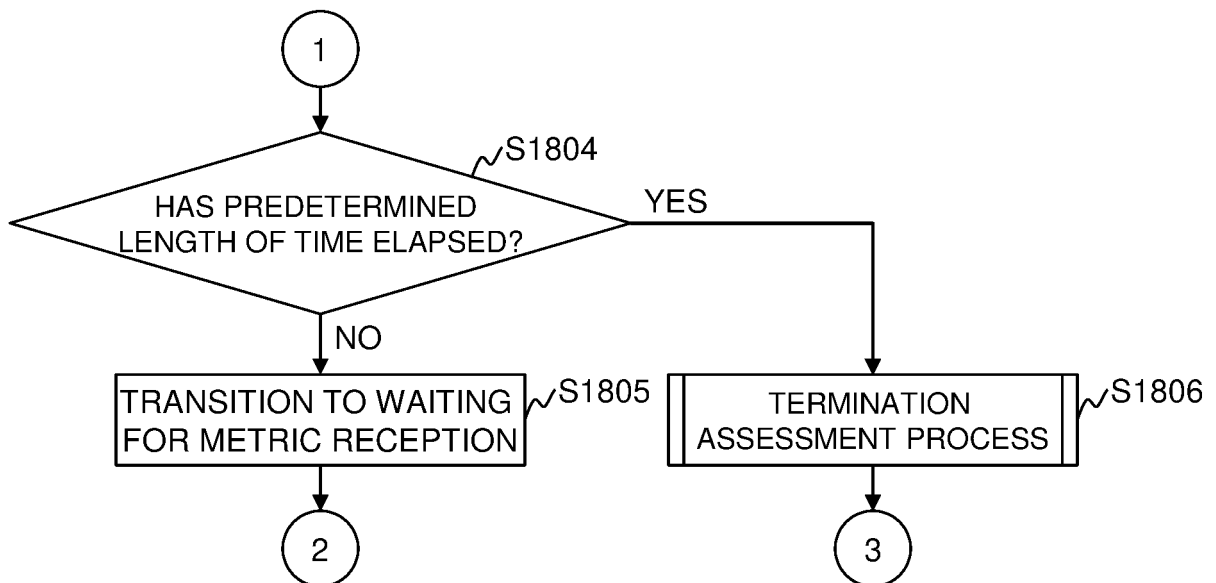 1
S1804
HAS PREDETERMINED
LENGTH OF TIME ELAPSED?
YES
NO
TRANSITION TO WAITING
FOR METRIC RECEPTION
S1805
TERMINATION
ASSESSMENT PROCESS
S1806
2
3